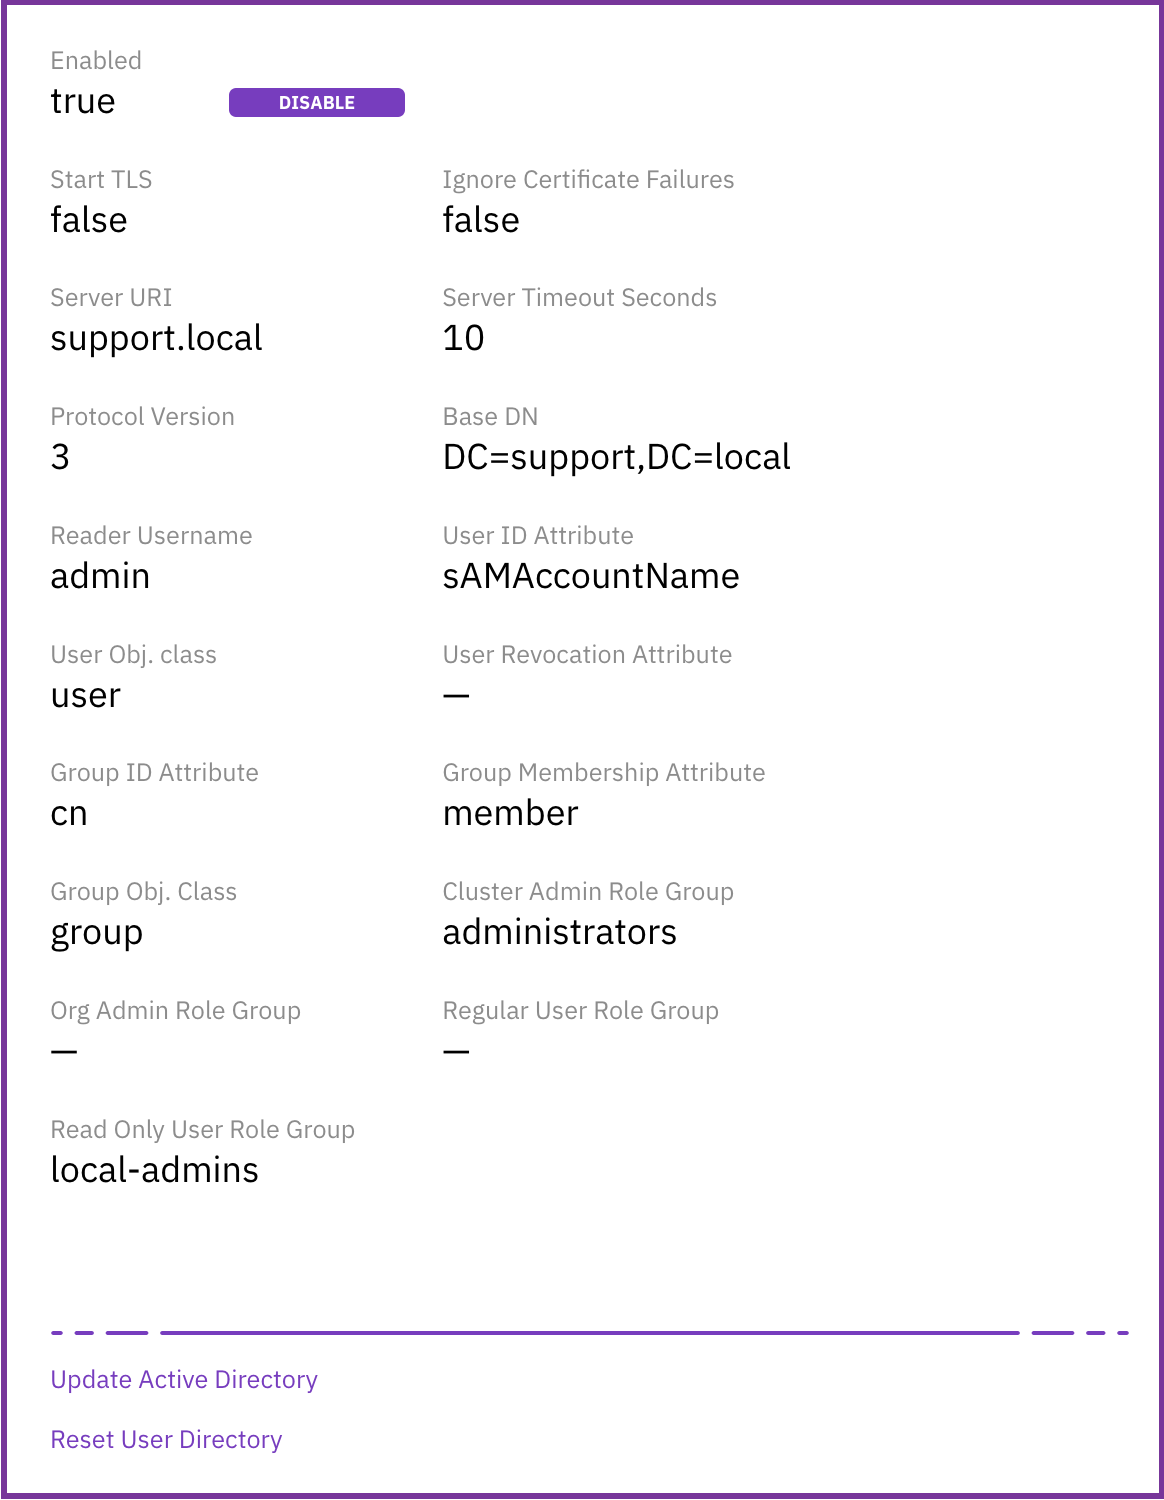 Enabled
true
DISABLE
Start TLS
Ignore Certificate Failures
false
false
Server URI
Server Timeout Seconds
support.local
10
Protocol Version
Base DN
3
DC=support,DC=local
Reader Username
User ID Attribute
admin
sAMAccountName
User Obj. class
User Revocation Attribute
user
—
Group ID Attribute
Group Membership Attribute
cn
member
Group Obj. Class
Cluster Admin Role Group
group
administrators
Org Admin Role Group
Regular User Role Group
—
—
Read Only User Role Group
local-admins
Update Active Directory
Reset User Directory